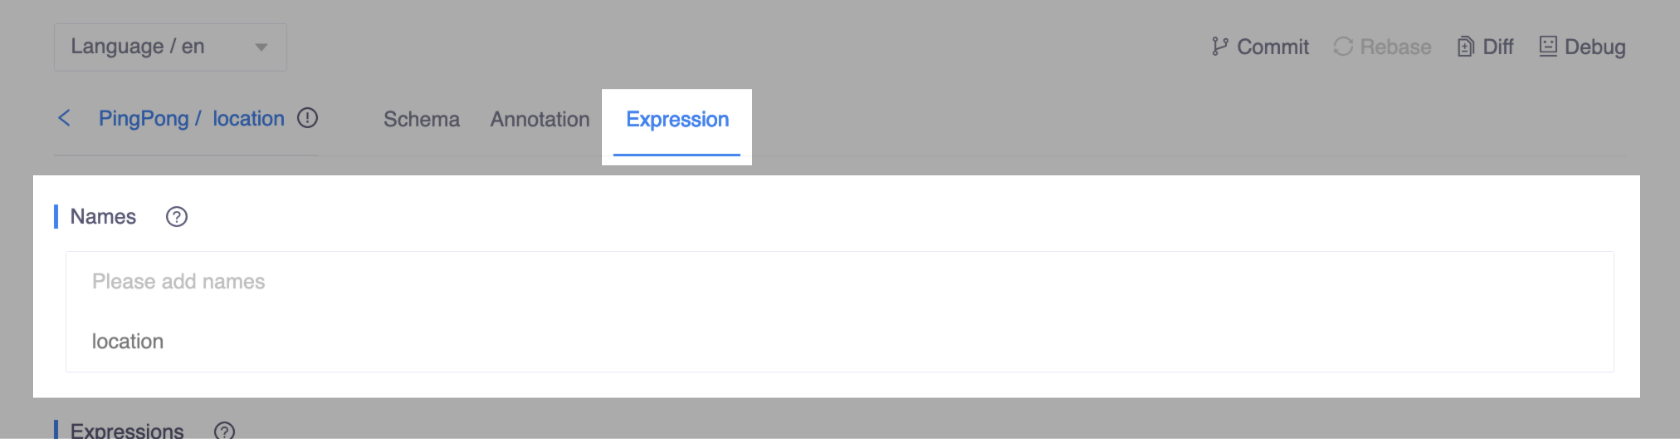 Language / en
Commit Rebase Diff Debug
PingPong / location Schema Annotation Expression
Names
Please add names
location
Expressions